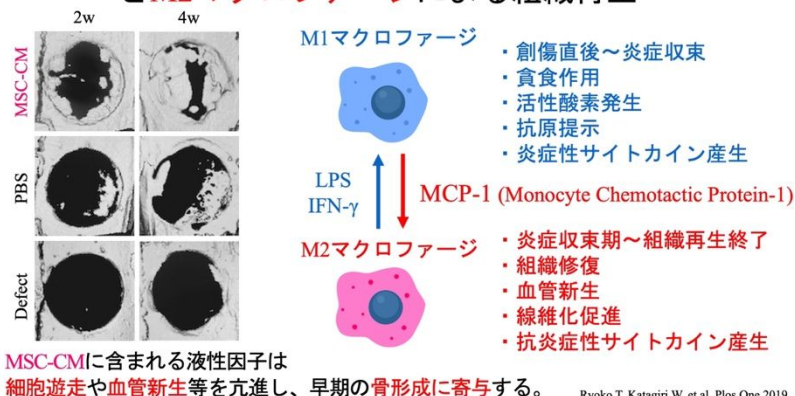 2w 4w
MSC-CM
PBS
Defect
M1マクロファージ
・創傷直後～炎症収束
・貪食作用
・活性酸素発生
・抗原提示
・炎症性サイトカイン産生
LPS
IFN-γ
MCP-1 (Monocyte Chemotactic Protein-1)
M2マクロファージ
・炎症収束期～組織再生終了
・組織修復
・血管新生
・線維化促進
・抗炎症性サイトカイン産生
MSC-CMに含まれる液性因子は
細胞遊走や血管新生等を亢進し、早期の骨形成に寄与する。
Ryoko T, Katagiri W, et al. Plos One 2019